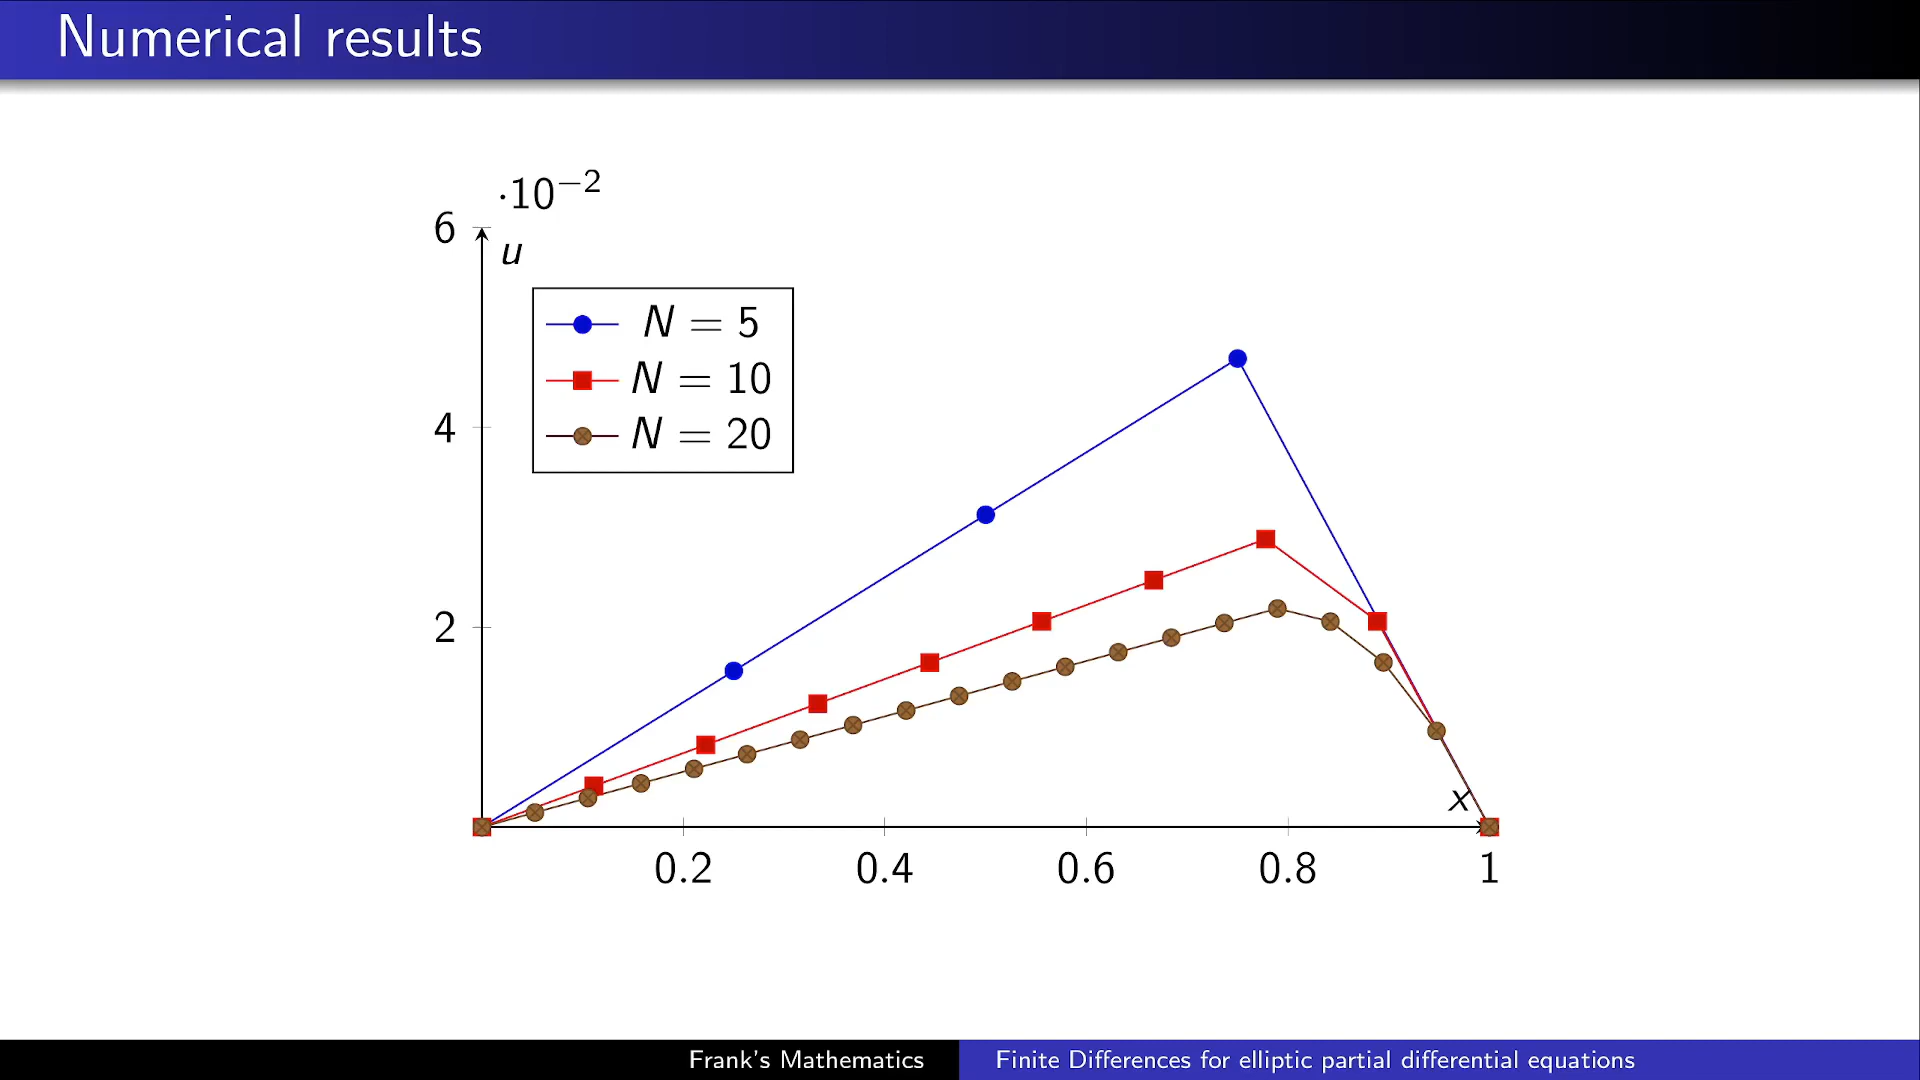 Numerical results
·10⁻²
6
u
N = 5
N = 10
4
N = 20
2
x
0.2 0.4 0.6 0.8 1
Frank's Mathematics Finite Differences for elliptic partial differential equations